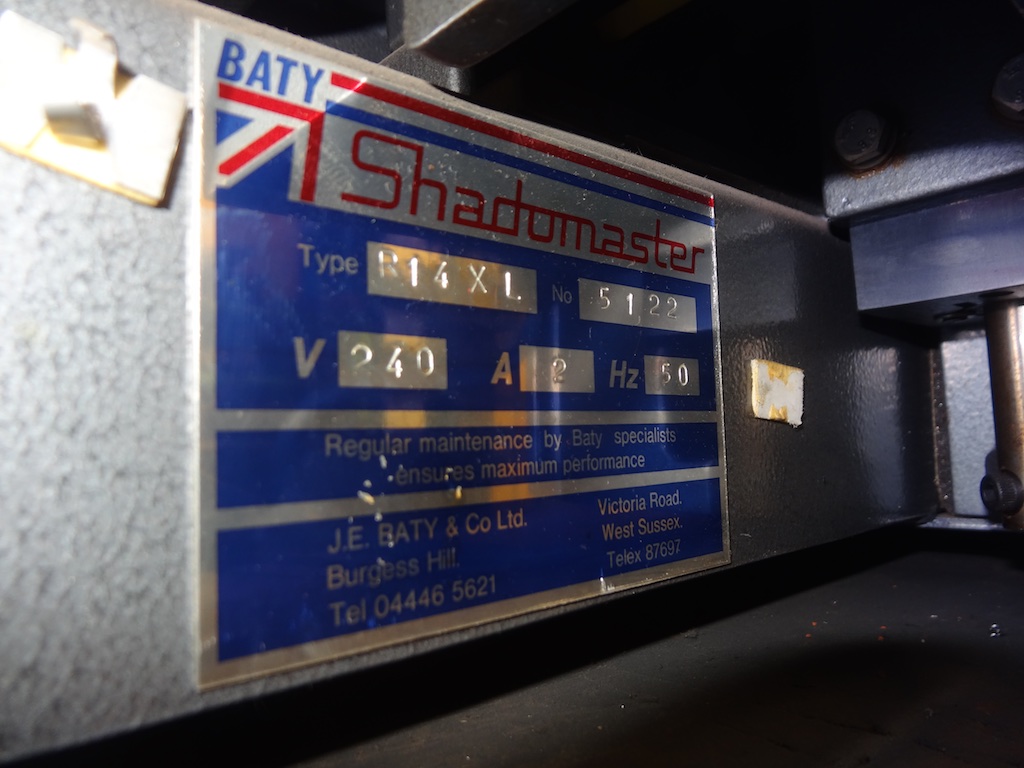 BATY
Shadomaster
Type R14XL No 5122
V 240 A 2 Hz 50
Regular maintenance by Baty specialists
ensures maximum performance
J.E. BATY & Co Ltd. Victoria Road.
Burgess Hill. West Sussex.
Tel 04446 5621 Telex 87697